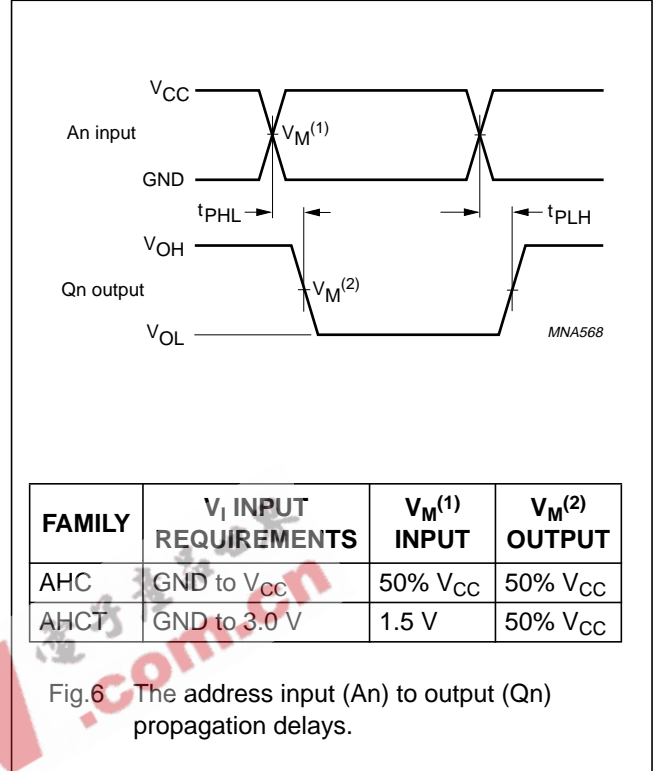 VCC
An input
VM(1)
GND
tPHL
tPLH
VOH
Qn output
VM(2)
VOL
MNA568
FAMILY VI INPUT REQUIREMENTS VM(1) INPUT VM(2) OUTPUT
AHC GND to VCC 50% VCC 50% VCC
AHCT GND to 3.0 V 1.5 V 50% VCC
Fig.6 The address input (An) to output (Qn)
propagation delays.
.com.cn